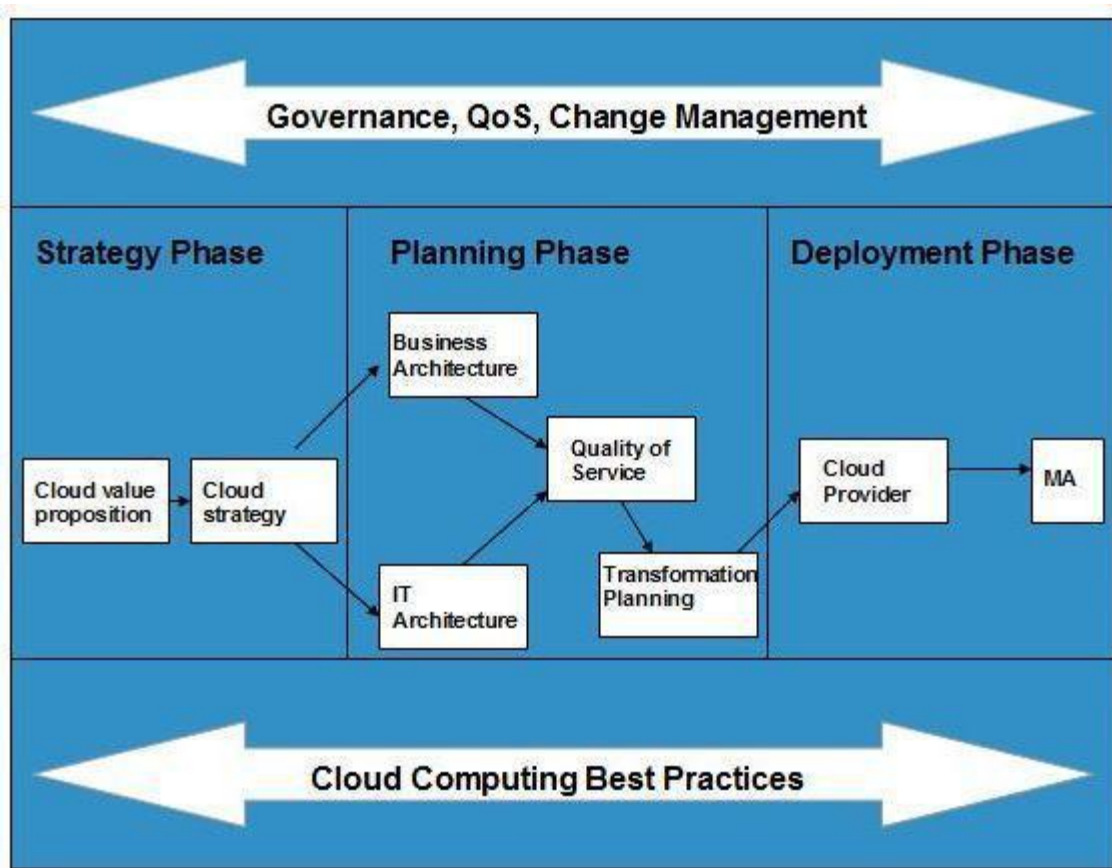 Governance, QoS, Change Management
Strategy Phase
Planning Phase
Deployment Phase
Business
Architecture
Quality of
Service
Cloud value
proposition
Cloud
strategy
IT
Architecture
Transformation
Planning
Cloud
Provider
MA
Cloud Computing Best Practices